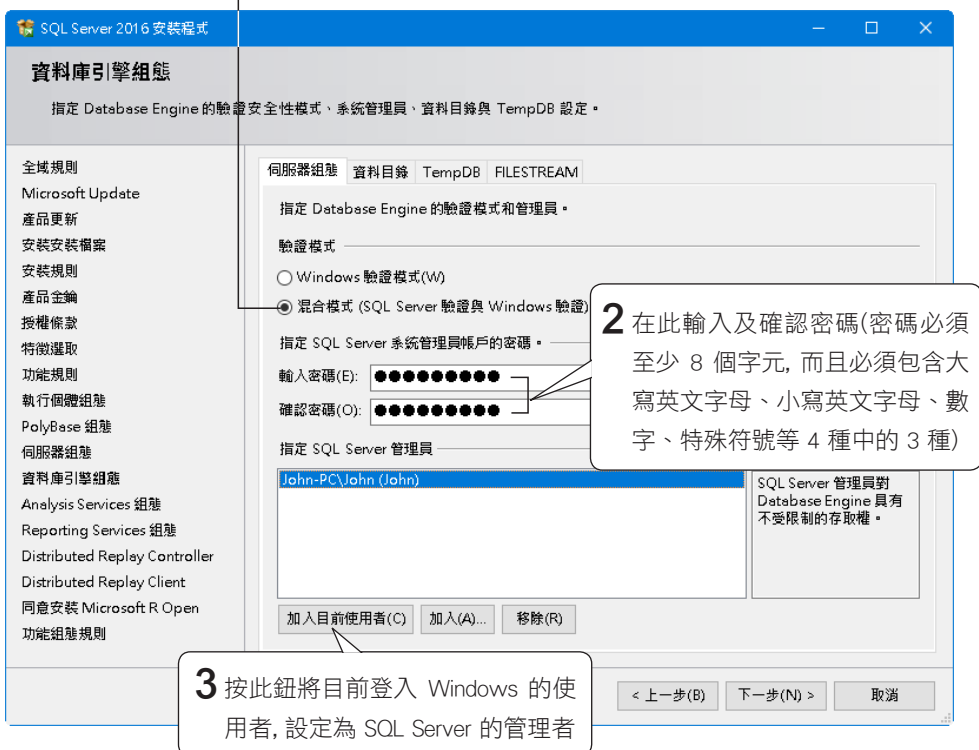 SQL Server 2016 安裝程式
資料庫引擎組態
指定 Database Engine 的驗證安全性模式、系統管理員、資料目錄與 TempDB 設定。
全域規則
Microsoft Update
產品更新
安裝安裝檔案
安裝規則
產品金鑰
授權條款
特徵選取
功能規則
執行個體組態
PolyBase 組態
伺服器組態
資料庫引擎組態
Analysis Services 組態
Reporting Services 組態
Distributed Replay Controller
Distributed Replay Client
同意安裝 Microsoft R Open
功能組態規則
伺服器組態 資料目錄 TempDB FILESTREAM
指定 Database Engine 的驗證模式和管理員。
驗證模式
Windows 驗證模式(W)
混合模式 (SQL Server 驗證與 Windows 驗證)
指定 SQL Server 系統管理員帳戶的密碼。
輸入密碼(E): ●●●●●●●●●
確認密碼(O): ●●●●●●●●●
2 在此輸入及確認密碼(密碼必須
至少 8 個字元, 而且必須包含大
寫英文字母、小寫英文字母、數
字、特殊符號等 4 種中的 3 種)
指定 SQL Server 管理員
John-PC\John (John)
SQL Server 管理員對
Database Engine 具有
不受限制的存取權。
加入目前使用者(C) 加入(A)... 移除(R)
3 按此鈕將目前登入 Windows 的使
用者, 設定為 SQL Server 的管理者
< 上一步(B) 下一步(N) > 取消